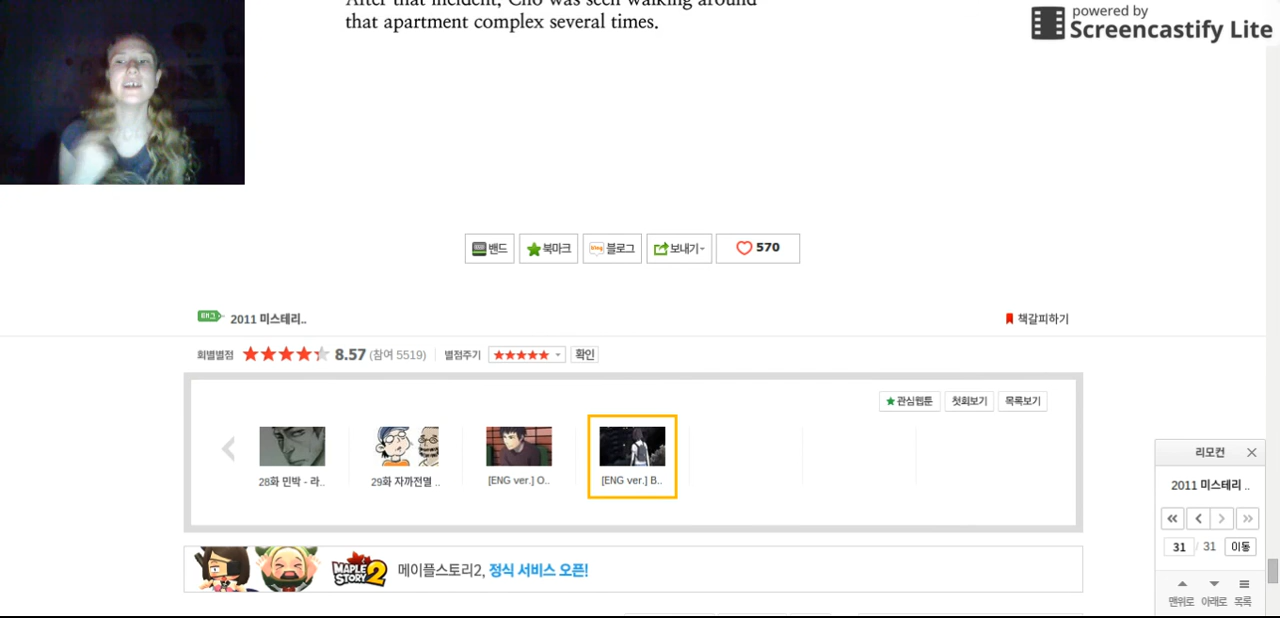 After that incident, Cho was seen walking around
that apartment complex several times.
powered by
Screencastify Lite
밴드
북마크
blog 블로그
보내기
570
태그
2011 미스테리..
책갈피하기
회별별점
8.57 (참여 5519)
별점주기
확인
관심웹툰
첫회보기
목록보기
28화 민박 - 라..
29화 자까전멸 ..
[ENG ver.] O..
[ENG ver.] B..
리모컨
2011 미스테리 ..
31 / 31 이동
맨위로 아래로 목록
MAPLE STORY 2
메이플스토리2, 정식 서비스 오픈!